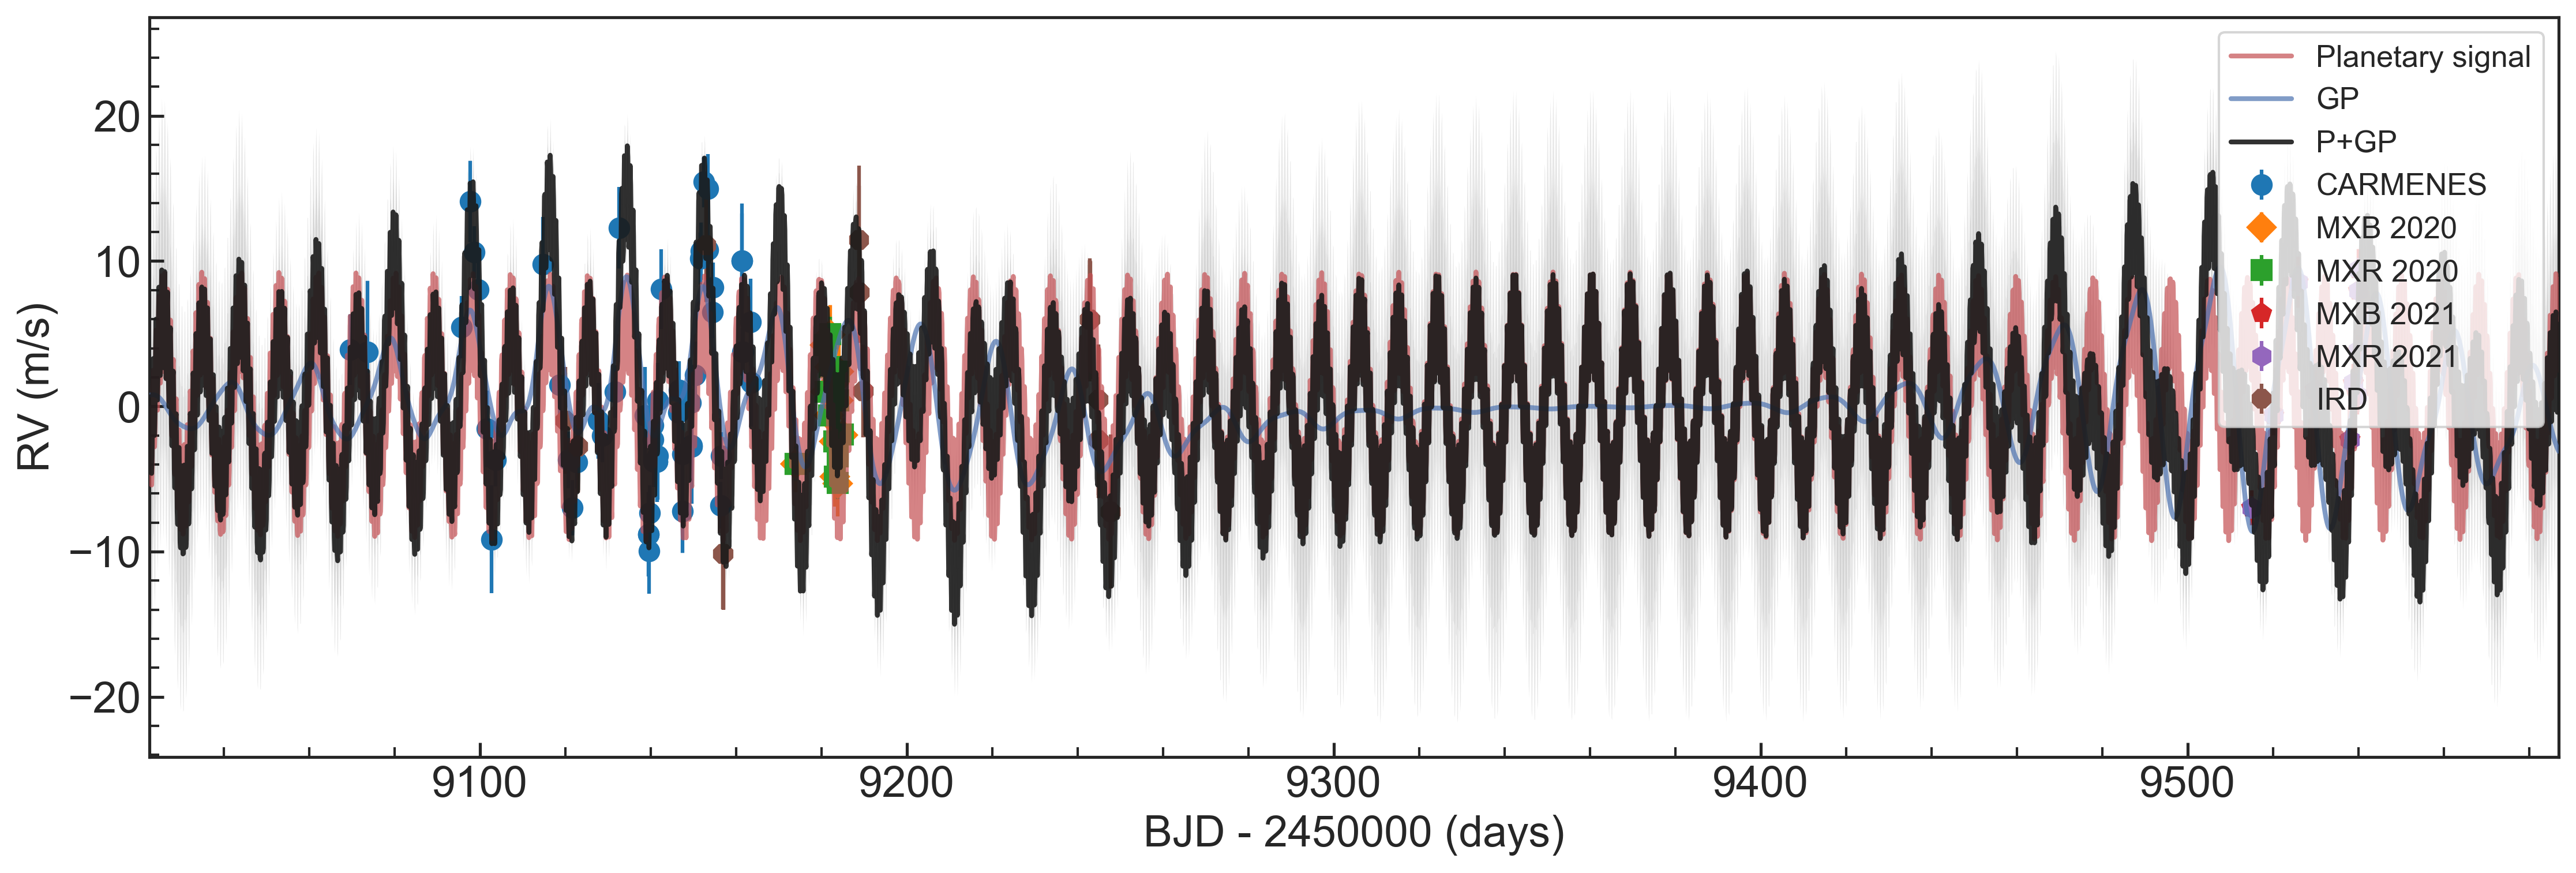 RV (m/s)
20
10
0
−10
−20
Planetary signal
GP
P+GP
CARMENES
MXB 2020
MXR 2020
MXB 2021
MXR 2021
IRD
9100 9200 9300 9400 9500
BJD - 2450000 (days)